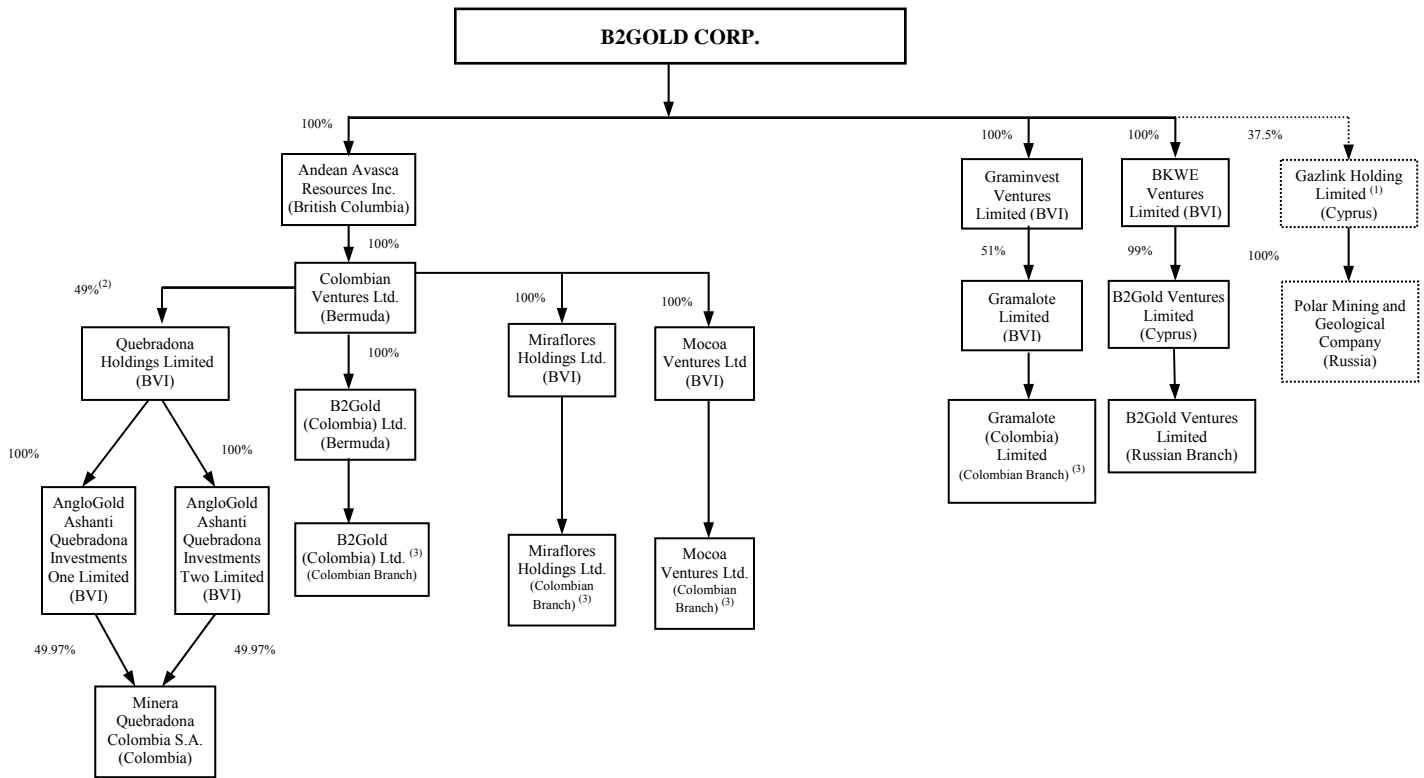 B2GOLD CORP.
100%
100%
100%
37.5%
Andean Avasca
Resources Inc.
(British Columbia)
Graminvest
Ventures
Limited (BVI)
BKWE
Ventures
Limited (BVI)
Gazlink Holding
Limited (1)
(Cyprus)
100%
51%
99%
100%
Colombian
Ventures Ltd.
(Bermuda)
49%(2)
100%
100%
Gramalote
Limited
(BVI)
B2Gold Ventures
Limited
(Cyprus)
Polar Mining and
Geological
Company
(Russia)
Quebradona
Holdings Limited
(BVI)
100%
Miraflores
Holdings Ltd.
(BVI)
Mocoa
Ventures Ltd
(BVI)
B2Gold
(Colombia) Ltd.
(Bermuda)
Gramalote
(Colombia)
Limited
(Colombian Branch) (3)
B2Gold Ventures
Limited
(Russian Branch)
100%
100%
AngloGold
Ashanti
Quebradona
Investments
One Limited
(BVI)
AngloGold
Ashanti
Quebradona
Investments
Two Limited
(BVI)
B2Gold
(Colombia) Ltd. (3)
(Colombian Branch)
Miraflores
Holdings Ltd.
(Colombian
Branch) (3)
Mocoa
Ventures Ltd.
(Colombian
Branch) (3)
49.97%
49.97%
Minera
Quebradona
Colombia S.A.
(Colombia)